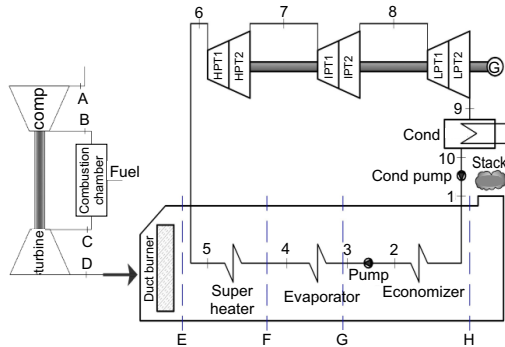 6
7
8
HPT1
HPT2
IPT1
IPT2
LPT1
LPT2
G
comp
A
B
Combustion
chamber
Fuel
C
turbine
D
9
Cond
10
Stack
Cond pump
1
Duct burner
5
4
3
2
Pump
Super
heater
Evaporator
Economizer
E
F
G
H